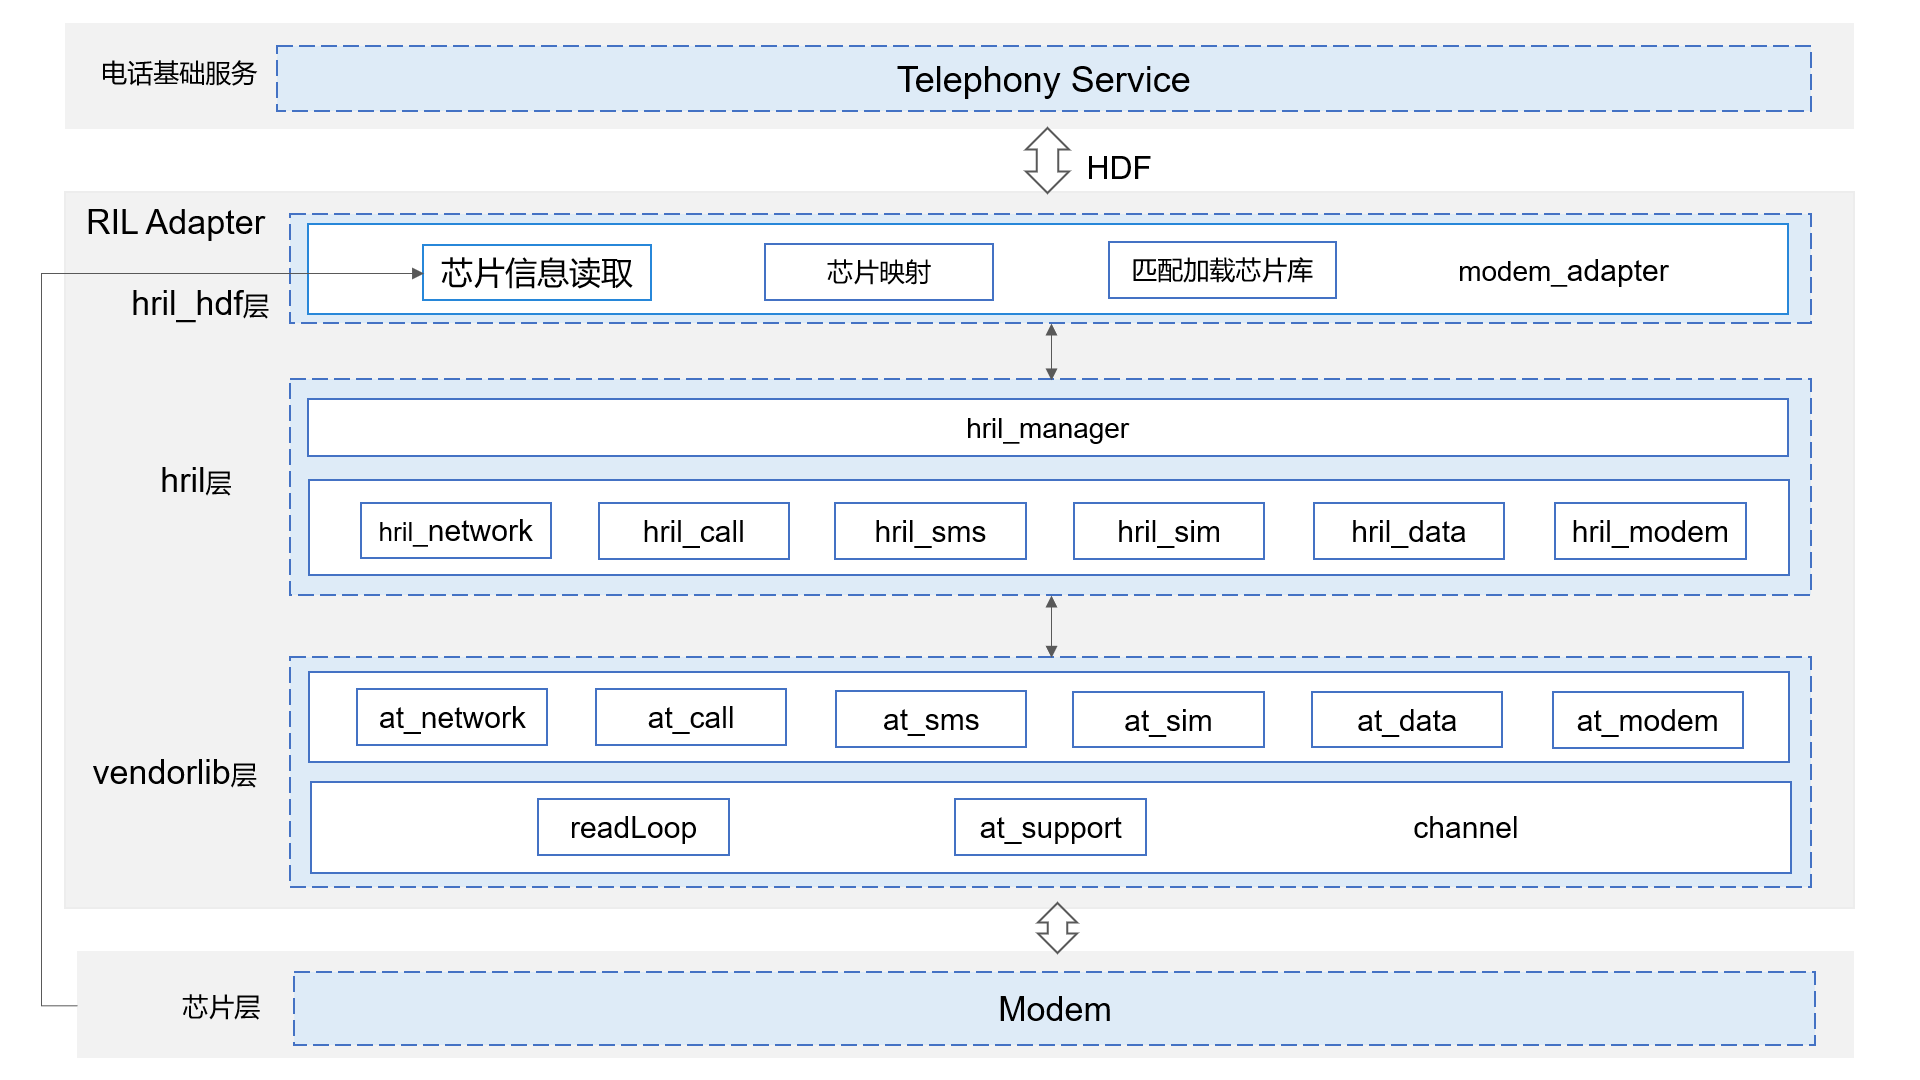 电话基础服务
Telephony Service
HDF
RIL Adapter
芯片信息读取
芯片映射
匹配加载芯片库
modem_adapter
hril_hdf层
hril_manager
hril层
hril_network
hril_call
hril_sms
hril_sim
hril_data
hril_modem
at_network
at_call
at_sms
at_sim
at_data
at_modem
vendorlib层
readLoop
at_support
channel
芯片层
Modem